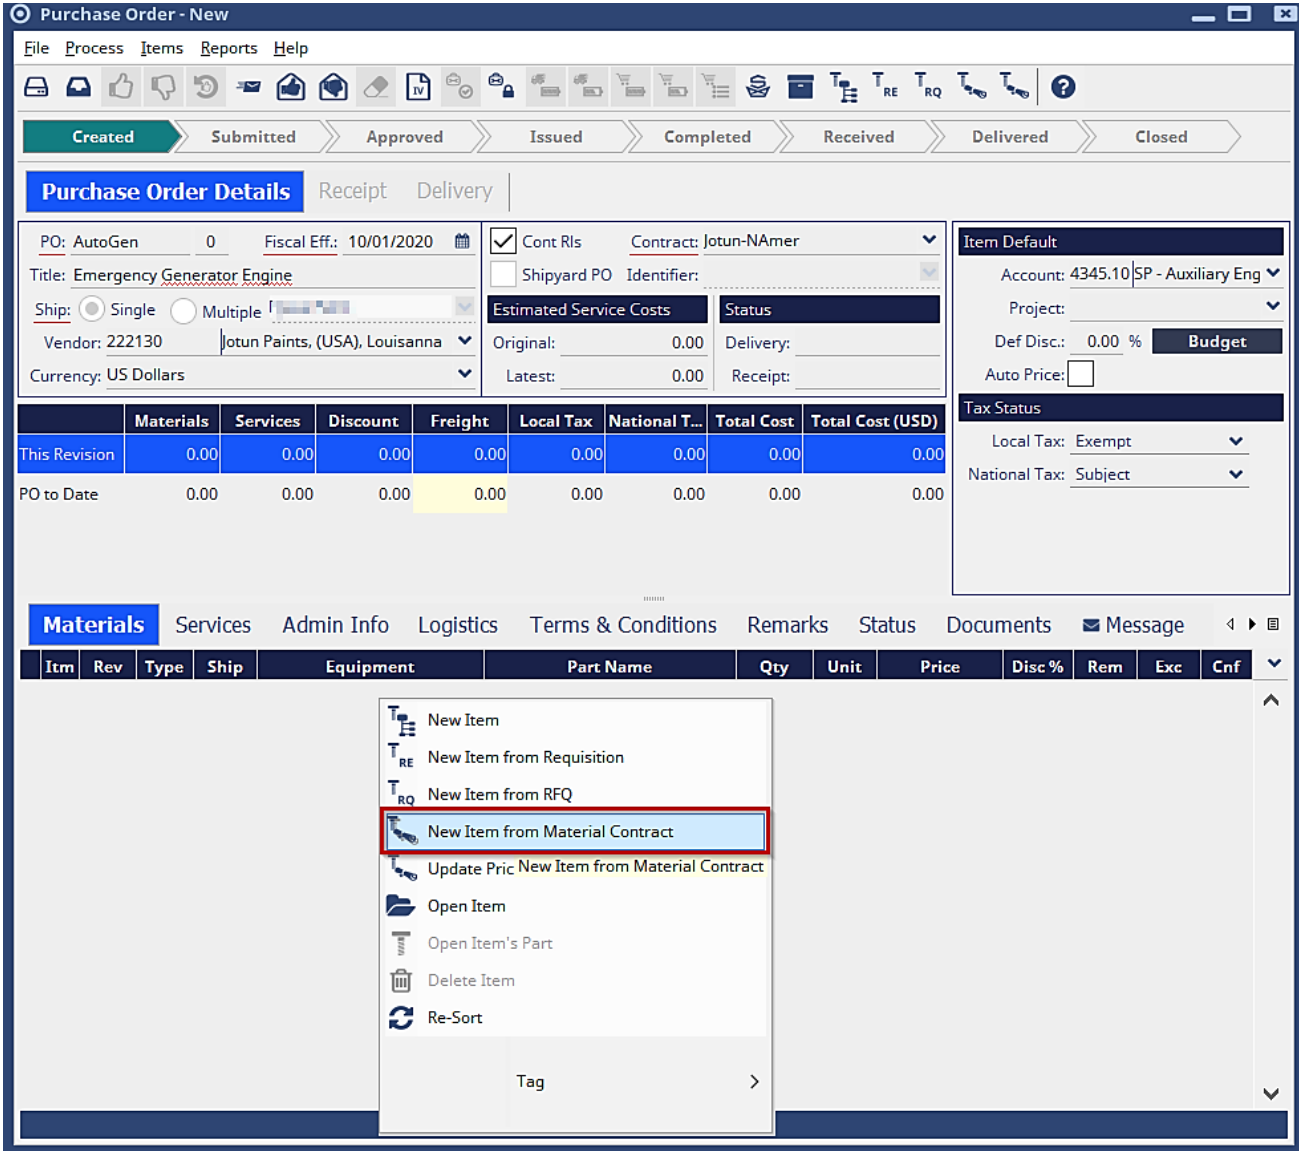 Purchase Order - New
File Process Items Reports Help
IV RE RQ
Created Submitted Approved Issued Completed Received Delivered Closed
Purchase Order Details Receipt Delivery
PO: AutoGen 0 Fiscal Eff.: 10/01/2020 Cont RIs Contract: Jotun-NAmer Item Default
Title: Emergency Generator Engine Shipyard PO Identifier: Account: 4345.10 SP - Auxiliary Eng
Ship: Single Multiple Estimated Service Costs Status Project:
Vendor: 222130 Jotun Paints, (USA), Louisanna Original: 0.00 Delivery: Def Disc.: 0.00 % Budget
Currency: US Dollars Latest: 0.00 Receipt: Auto Price:
Materials Services Discount Freight Local Tax National T... Total Cost Total Cost (USD) Tax Status
This Revision 0.00 0.00 0.00 0.00 0.00 0.00 0.00 0.00 Local Tax: Exempt
National Tax: Subject
PO to Date 0.00 0.00 0.00 0.00 0.00 0.00 0.00 0.00
Materials Services Admin Info Logistics Terms & Conditions Remarks Status Documents Message
Itm Rev Type Ship Equipment Part Name Qty Unit Price Disc % Rem Exc Cnf
New Item
RE New Item from Requisition
RQ New Item from RFQ
New Item from Material Contract
Update Pric New Item from Material Contract
Open Item
Open Item's Part
Delete Item
Re-Sort
Tag